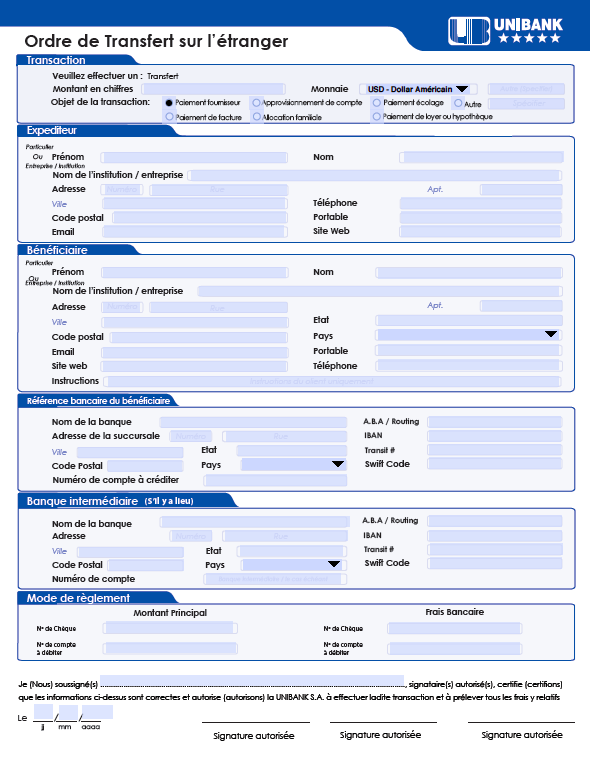 UNIBANK
Ordre de Transfert sur l'étranger
Transaction
Veuillez effectuer un : Transfert
Montant en chiffres Monnaie USD - Dollar Américain
Objet de la transaction: Paiement fournisseur Approvisionnement de compte Paiement écolage Autre
Paiement de facture Allocation familiale Paiement de loyer ou hypothèque
Expediteur
Particulier
Ou Prénom Nom
Entreprise / Institution
Nom de l'institution / entreprise
Adresse Numéro Rue Apt.
Ville Téléphone
Code postal Portable
Email Site Web
Bénéficiaire
Particulier
Ou Prénom Nom
Entreprise / Institution
Nom de l'institution / entreprise
Adresse Numéro Rue Apt.
Ville Etat
Code postal Pays
Email Portable
Site web Téléphone
Instructions Instructions du client uniquement
Référence bancaire du bénéficiaire
Nom de la banque A.B.A / Routing
Adresse de la succursale Numéro Rue IBAN
Ville Etat Transit #
Code Postal Pays Swift Code
Numéro de compte à créditer
Banque intermédiaire (S'il y a lieu)
Nom de la banque A.B.A / Routing
Adresse Numéro Rue IBAN
Ville Etat Transit #
Code Postal Pays Swift Code
Numéro de compte
Mode de règlement
Montant Principal Frais Bancaire
Nº de Chèque Nº de Chèque
Nº de compte à débiter Nº de compte à débiter
Je (Nous) soussigné(s) , signataire(s) autorisé(s), certifie (certifions)
que les informations ci-dessus sont correctes et autorise (autorisons) la UNIBANK S.A. à effectuer ladite transaction et à prélever tous les frais y relatifs
Le / /
jj mm aaaa
Signature autorisée Signature autorisée Signature autorisée